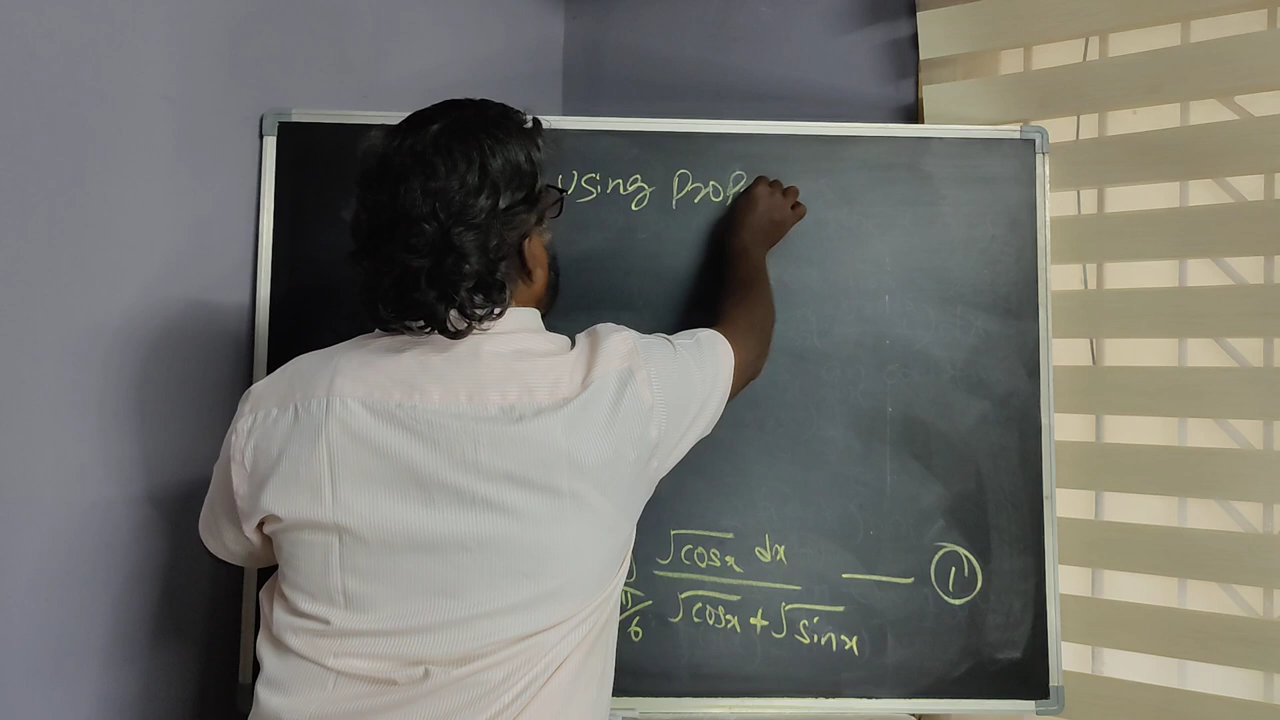 Using Prop
√cosx dx
∫ ——— ①
π/6 √cosx + √sinx